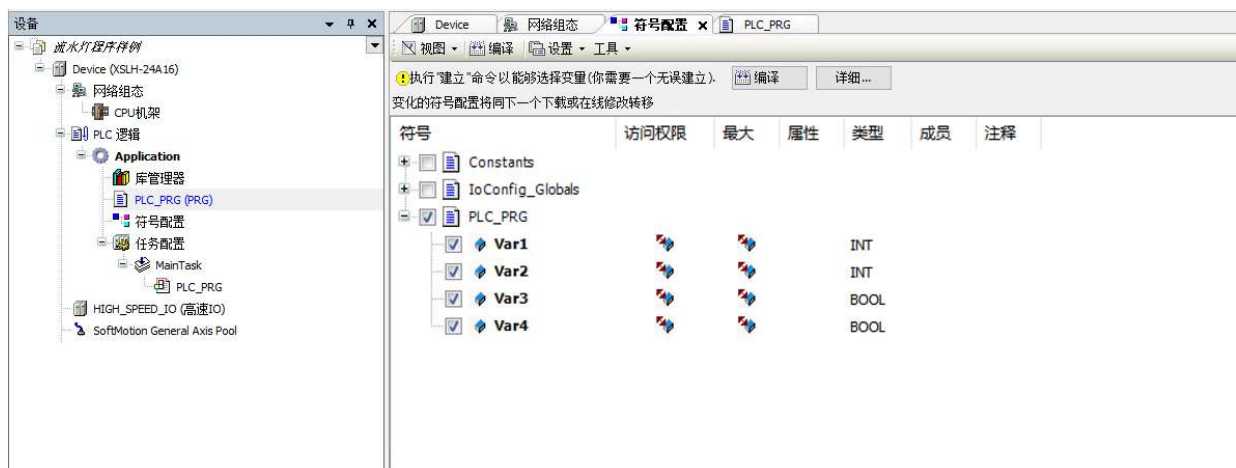 设备
流水灯程序样例
Device (XSLH-24A16)
网络组态
CPU机架
PLC 逻辑
Application
库管理器
PLC_PRG (PRG)
符号配置
任务配置
MainTask
PLC_PRG
HIGH_SPEED_IO (高速IO)
SoftMotion General Axis Pool
Device 网络组态 符号配置 PLC_PRG
视图 编译 设置 工具
执行"建立"命令以能够选择变量(你需要一个无误建立). 编译 详细...
变化的符号配置将同下一个下载或在线修改转移
符号 访问权限 最大 属性 类型 成员 注释
Constants
IoConfig_Globals
PLC_PRG
Var1 INT
Var2 INT
Var3 BOOL
Var4 BOOL